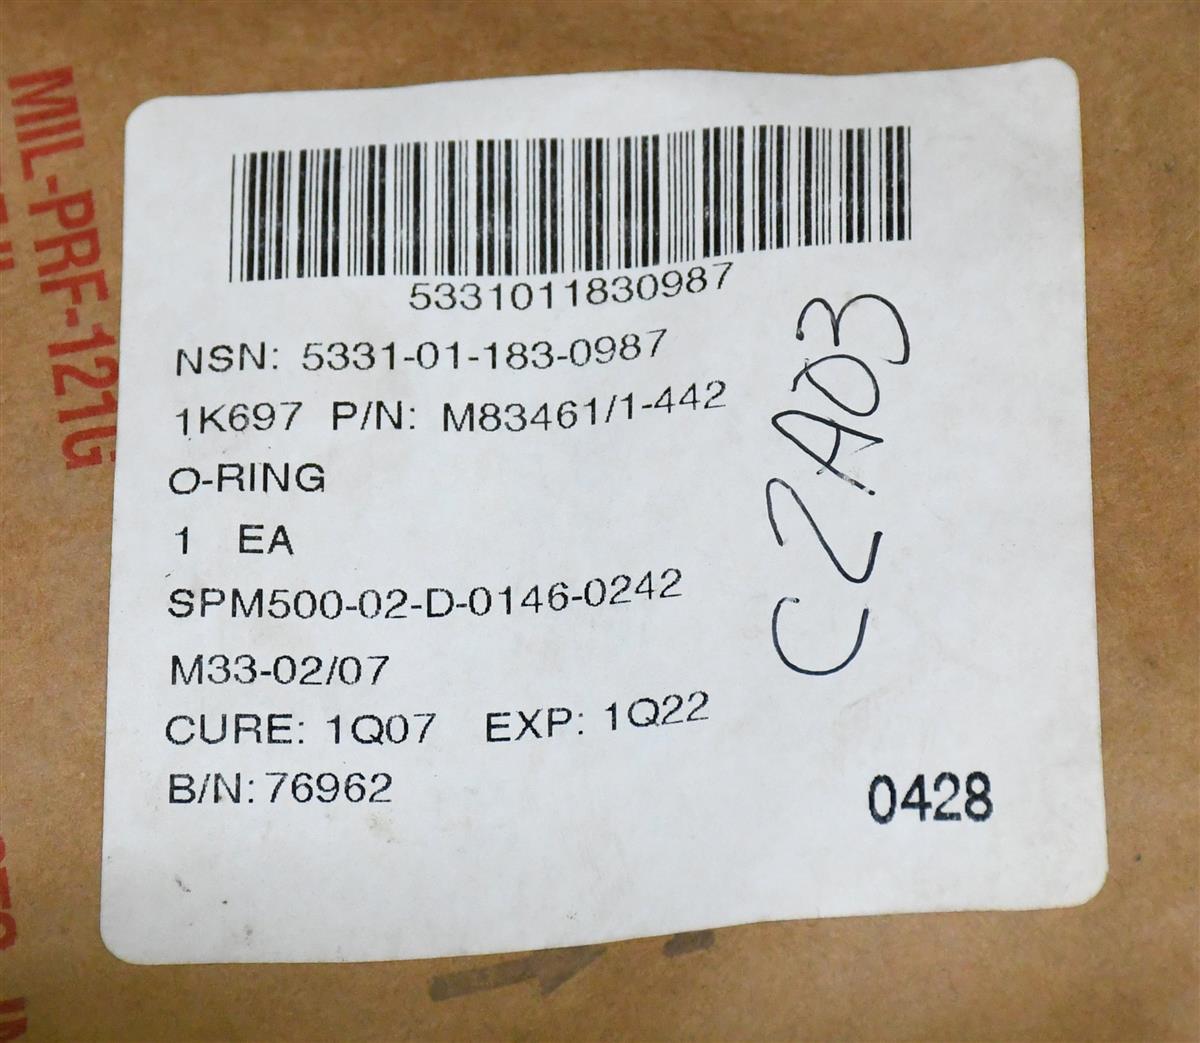 MIL-PRF-121G
5331011830987
NSN: 5331-01-183-0987
1K697 P/N: M83461/1-442
O-RING
1 EA
SPM500-02-D-0146-0242
M33-02/07
CURE: 1Q07 EXP: 1Q22
B/N: 76962
0428
C2A03